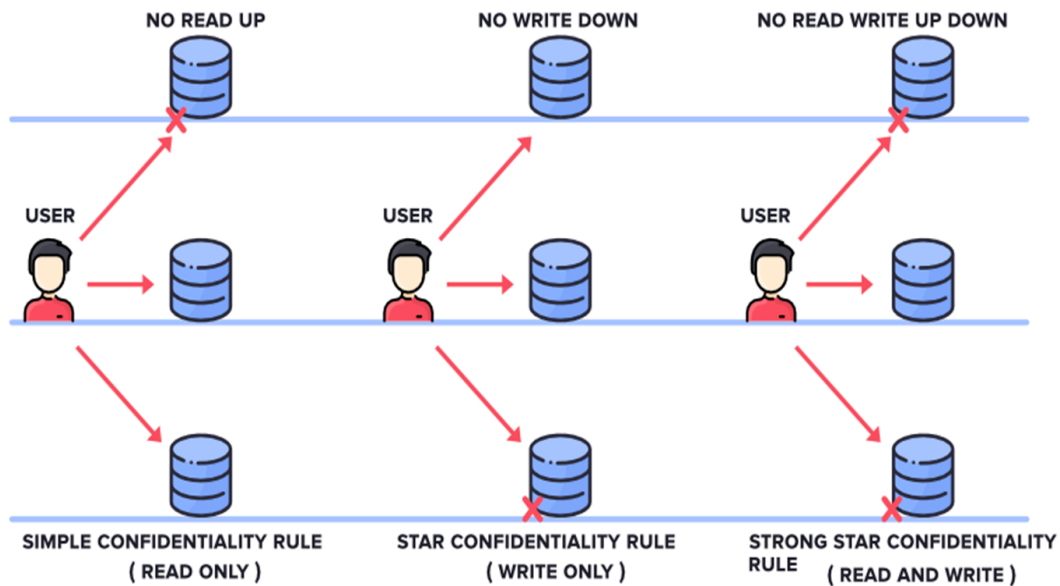 NO READ UP
NO WRITE DOWN
NO READ WRITE UP DOWN
USER
USER
USER
SIMPLE CONFIDENTIALITY RULE
( READ ONLY )
STAR CONFIDENTIALITY RULE
( WRITE ONLY )
STRONG STAR CONFIDENTIALITY
RULE
( READ AND WRITE )